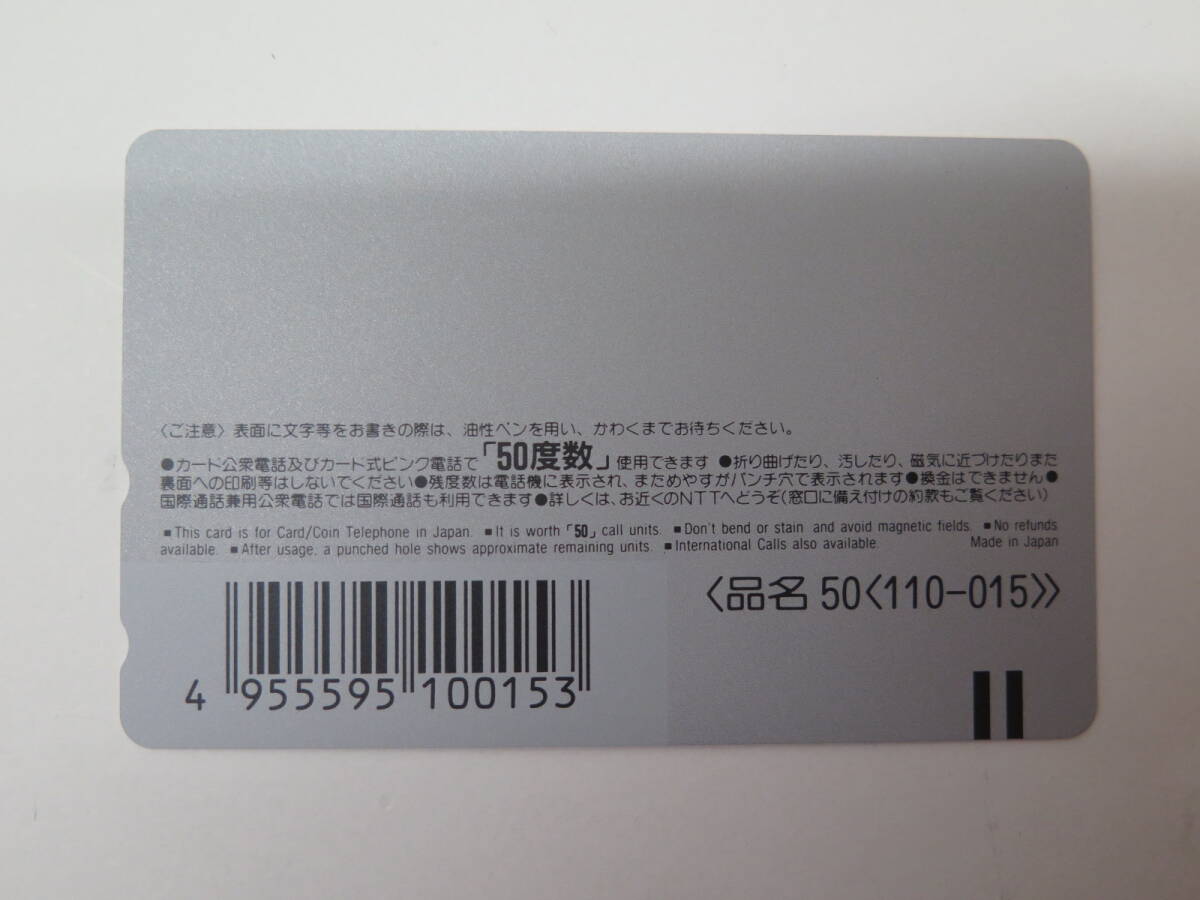 〈ご注意〉表面に文字等をお書きの際は、油性ペンを用い、かわくまでお待ちください。
●カード公衆電話及びカード式ピンク電話で「50度数」使用できます ●折り曲げたり、汚したり、磁気に近づけたりまた
裏面への印刷等はしないでください●残度数は電話機に表示され、まためやすがパンチ穴で表示されます●換金はできません●
国際通話兼用公衆電話では国際通話も利用できます●詳しくは、お近くのNTTへどうぞ(窓口に備え付けの約款もご覧ください)
■This card is for Card/Coin Telephone in Japan. ■It is worth「50」call units. ■Don't bend or stain and avoid magnetic fields. ■No refunds
available. ■After usage, a punched hole shows approximate remaining units. ■International Calls also available. Made in Japan
〈品名 50〈110-015〉〉
4 955595 100153